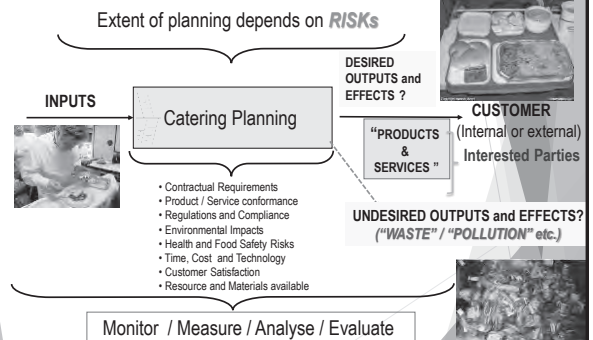 Extent of planning depends on RISKs
DESIRED
OUTPUTS and
EFFECTS ?
INPUTS
Catering Planning
CUSTOMER
(Internal or external)
Interested Parties
“PRODUCTS
&
SERVICES ”
• Contractual Requirements
• Product / Service conformance
• Regulations and Compliance
• Environmental Impacts
• Health and Food Safety Risks
• Time, Cost and Technology
• Customer Satisfaction
• Resource and Materials available
UNDESIRED OUTPUTS and EFFECTS?
(“WASTE” / “POLLUTION” etc.)
Monitor / Measure / Analyse / Evaluate